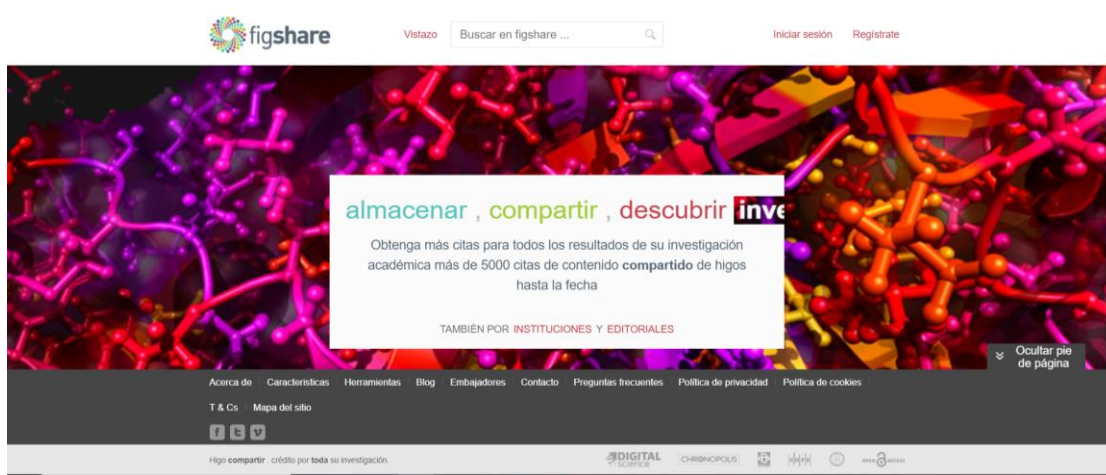 figshare
Vistazo
Buscar en figshare ...
Iniciar sesión
Regístrate
almacenar , compartir , descubrir inve
Obtenga más citas para todos los resultados de su investigación
académica más de 5000 citas de contenido compartido de higos
hasta la fecha
TAMBIÉN POR INSTITUCIONES Y EDITORIALES
Ocultar pie
de página
Acerca de Características Herramientas Blog Embajadores Contacto Preguntas frecuentes Política de privacidad Política de cookies
T & Cs Mapa del sitio
Higo compartir . crédito por toda su investigación.
DIGITAL
science
CHRONOPOLIS
OPEN ACCESS